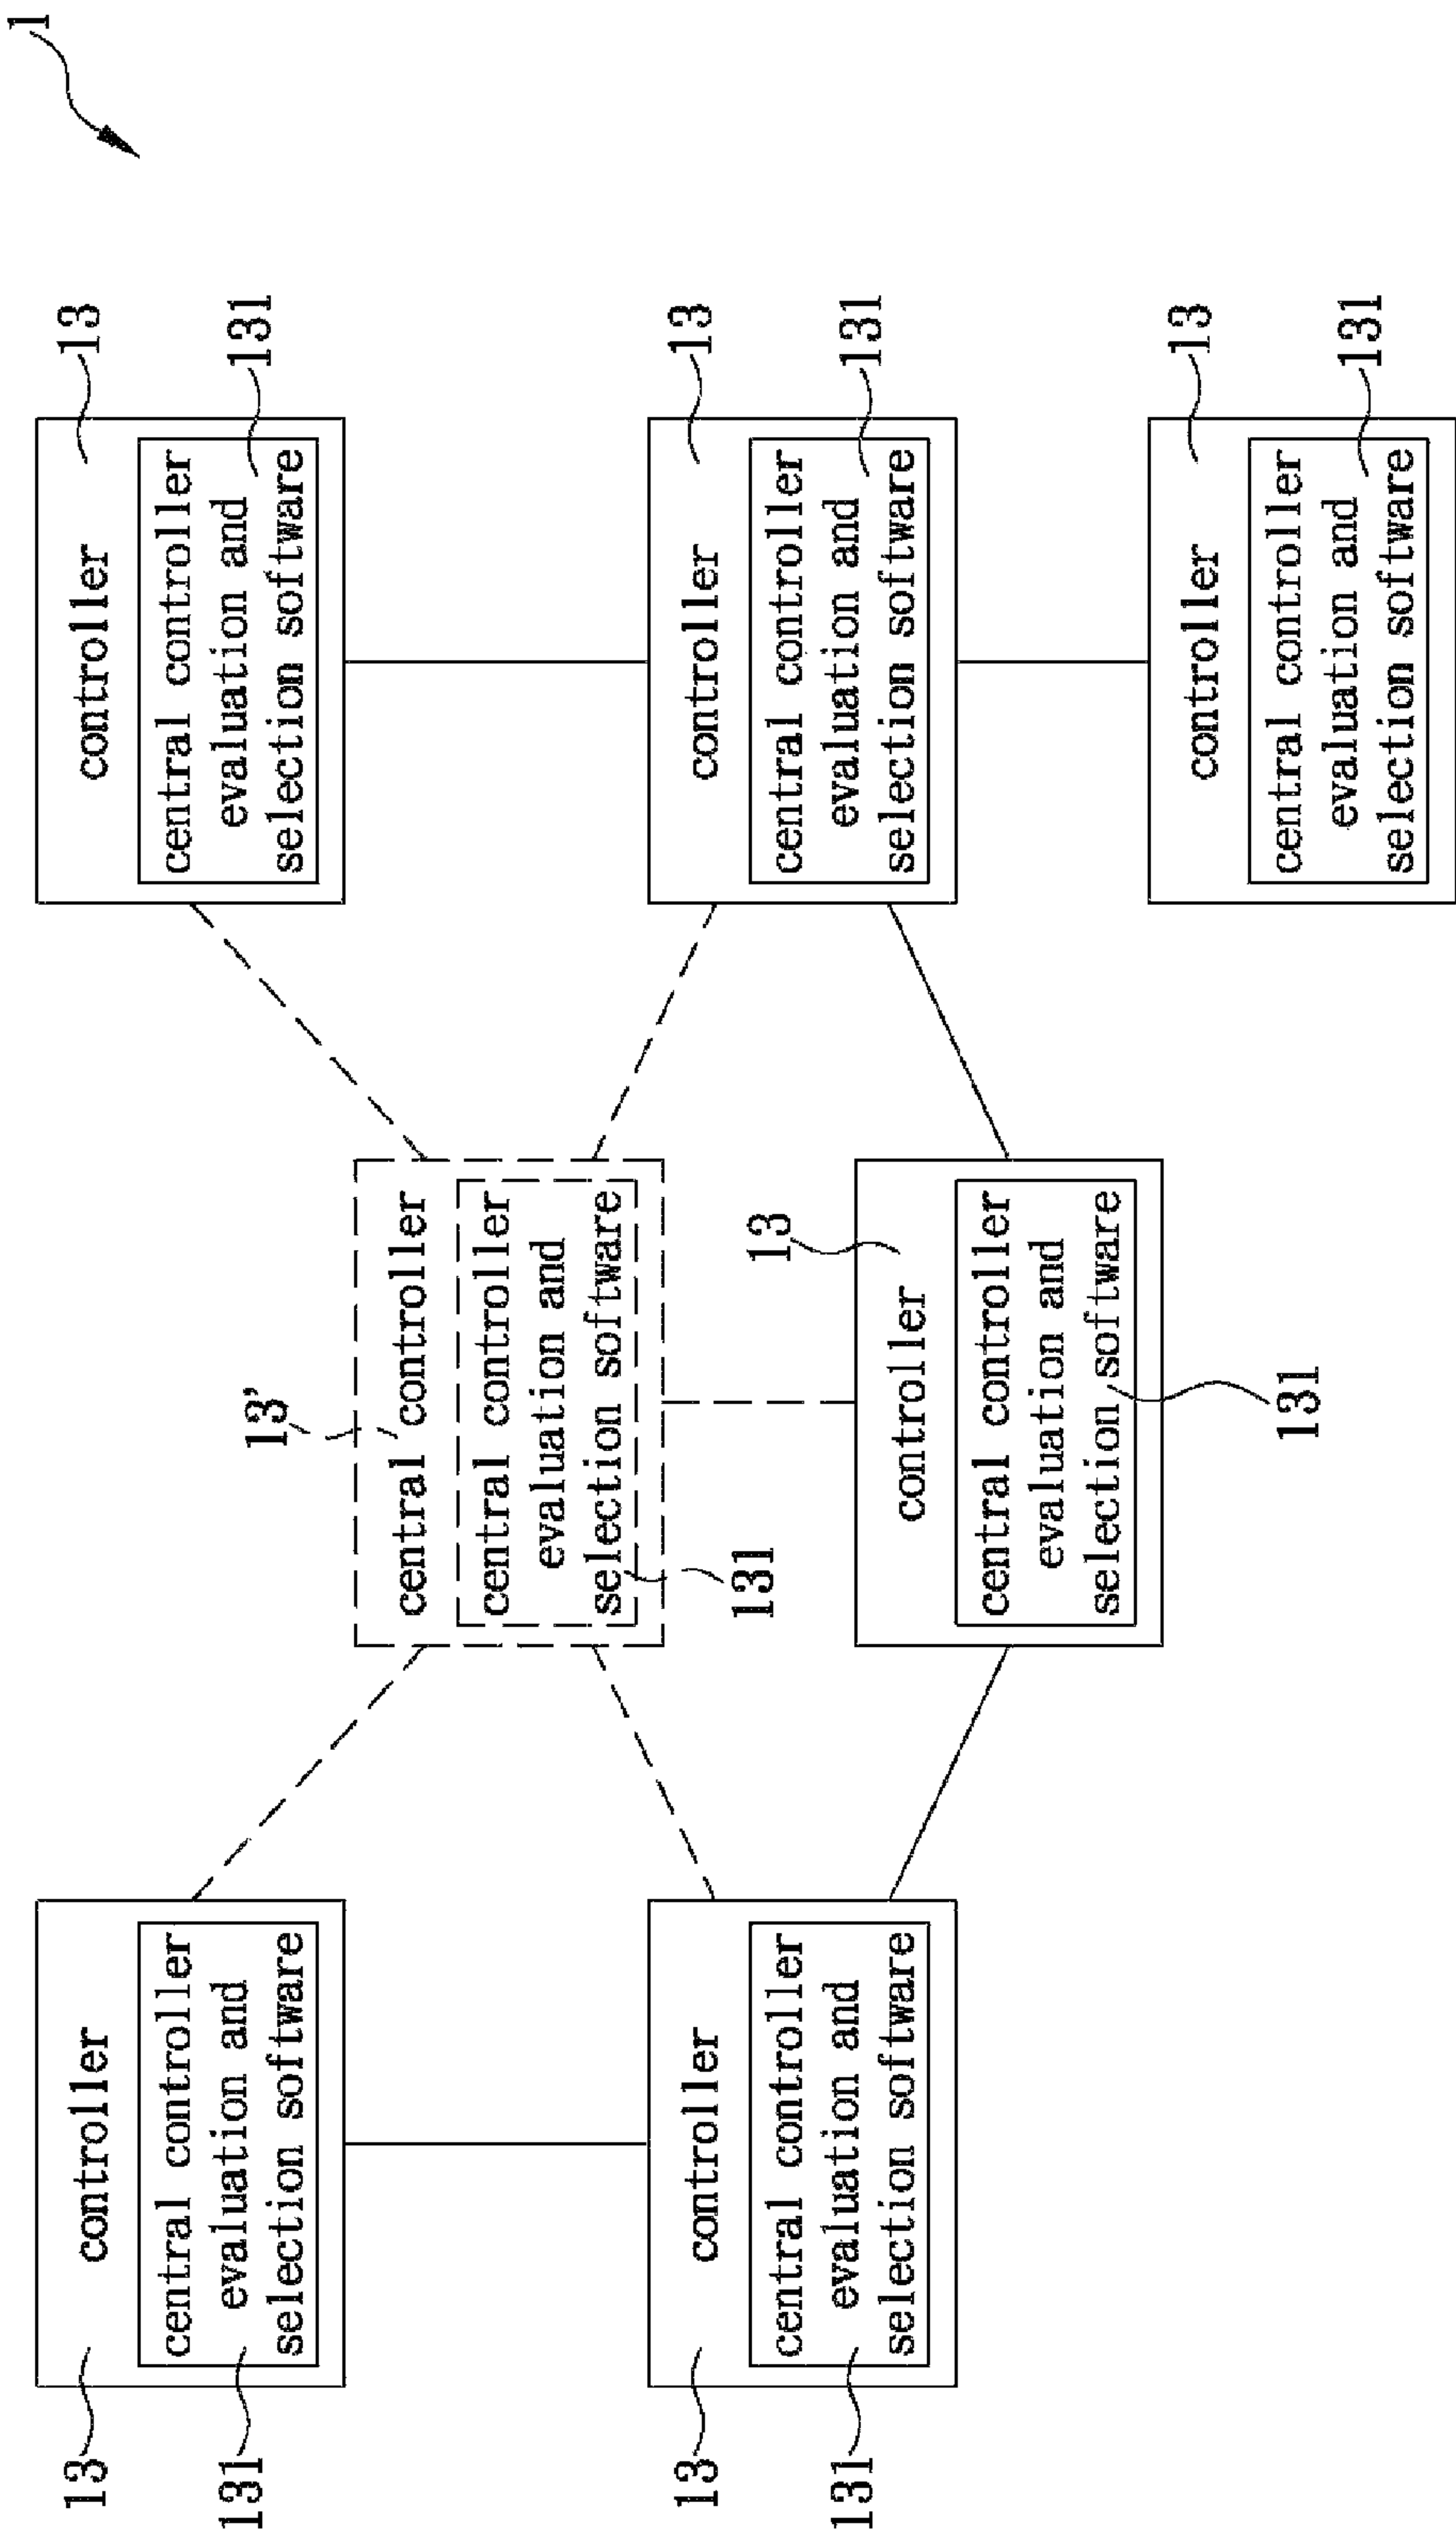 1
13
controller
131
central controller
evaluation and
selection software
13'
central controller
central controller
evaluation and
selection software
131
controller
13
central controller
evaluation and
selection software
131
13
controller
131
central controller
evaluation and
selection software
controller
13
central controller
evaluation and
selection software
131
controller
13
central controller
evaluation and
selection software
131
controller
13
central controller
evaluation and
selection software
131